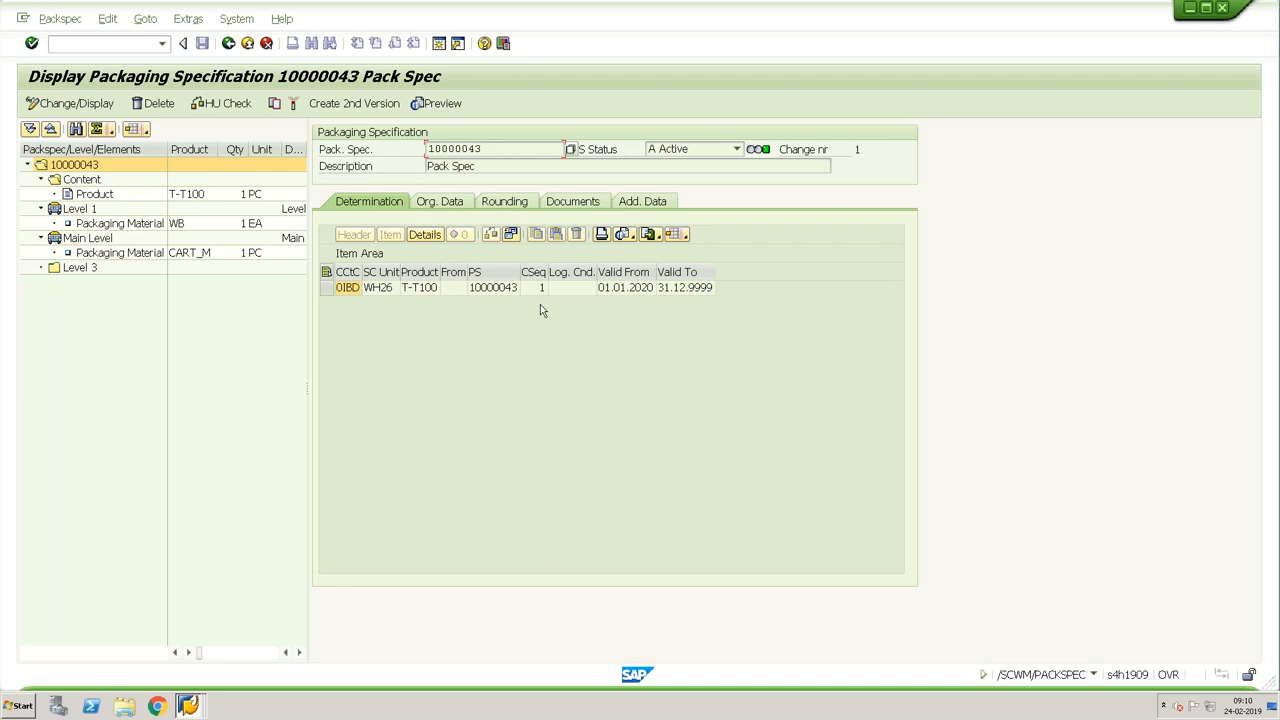 Packspec Edit Goto Extras System Help
Display Packaging Specification 10000043 Pack Spec
Change/Display Delete HU Check Create 2nd Version Preview
Packspec/Level/Elements Product Qty Unit D...
10000043
Content
Product T-T100 1 PC
Level 1 Level
Packaging Material WB 1 EA
Main Level Main
Packaging Material CART_M 1 PC
Level 3
Packaging Specification
Pack. Spec. 10000043 S Status A Active Change nr 1
Description Pack Spec
Determination Org. Data Rounding Documents Add. Data
Header Item Details 0
Item Area
CCtC SC Unit Product From PS CSeq Log. Cnd. Valid From Valid To
0IBD WH26 T-T100 10000043 1 01.01.2020 31.12.9999
SAP /SCWM/PACKSPEC s4h1909 OVR
Start 09:10
24-02-2019